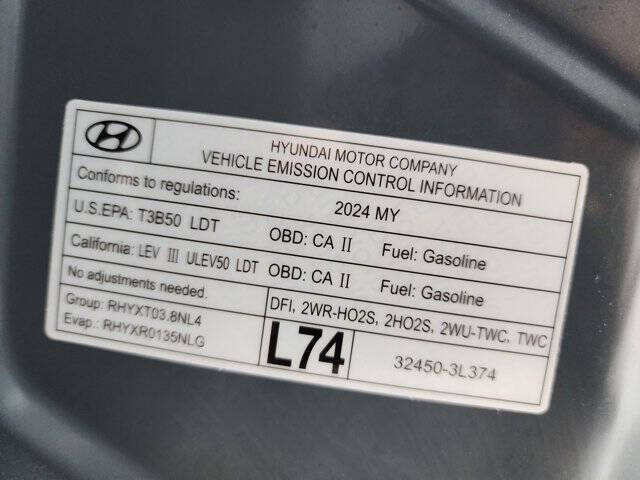 HYUNDAI MOTOR COMPANY
VEHICLE EMISSION CONTROL INFORMATION
Conforms to regulations: 2024 MY
U.S.EPA: T3B50 LDT OBD: CA II Fuel: Gasoline
California: LEV III ULEV50 LDT OBD: CA II Fuel: Gasoline
No adjustments needed.
DFI, 2WR-HO2S, 2HO2S, 2WU-TWC, TWC
Group: RHYXT03.8NL4
Evap.: RHYXR0135NLG
L74
32450-3L374